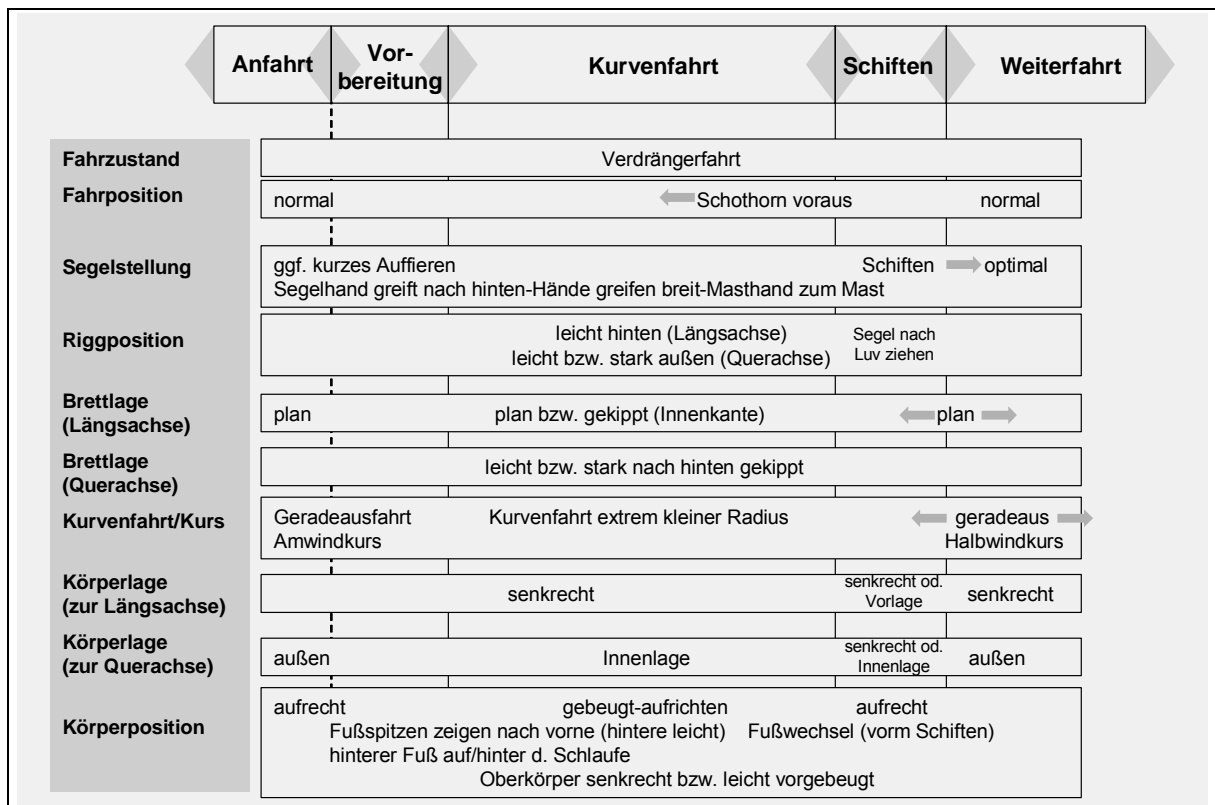 Anfahrt
Vor-
bereitung
Kurvenfahrt
Schiften
Weiterfahrt
Fahrzustand
Verdrängerfahrt
Fahrposition
normal
Schothorn voraus
normal
Segelstellung
ggf. kurzes Auffieren
Schiften
optimal
Segelhand greift nach hinten-Hände greifen breit-Masthand zum Mast
Riggposition
leicht hinten (Längsachse)
leicht bzw. stark außen (Querachse)
Segel nach
Luv ziehen
Brettlage
(Längsachse)
plan
plan bzw. gekippt (Innenkante)
plan
Brettlage
(Querachse)
leicht bzw. stark nach hinten gekippt
Kurvenfahrt/Kurs
Geradeausfahrt
Amwindkurs
Kurvenfahrt extrem kleiner Radius
geradeaus
Halbwindkurs
Körperlage
(zur Längsachse)
senkrecht
senkrecht od.
Vorlage
senkrecht
Körperlage
(zur Querachse)
außen
Innenlage
senkrecht od.
Innenlage
außen
Körperposition
aufrecht
gebeugt-aufrichten
aufrecht
Fußspitzen zeigen nach vorne (hintere leicht)
Fußwechsel (vorm Schiften)
hinterer Fuß auf/hinter d. Schlaufe
Oberkörper senkrecht bzw. leicht vorgebeugt